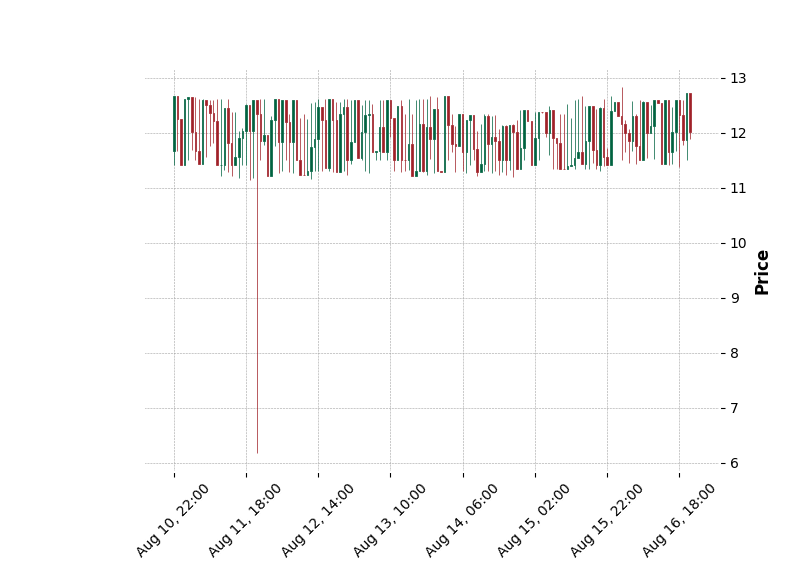 13
12
11
10
9
8
7
6
Price
Aug 10, 22:00
Aug 11, 18:00
Aug 12, 14:00
Aug 13, 10:00
Aug 14, 06:00
Aug 15, 02:00
Aug 15, 22:00
Aug 16, 18:00